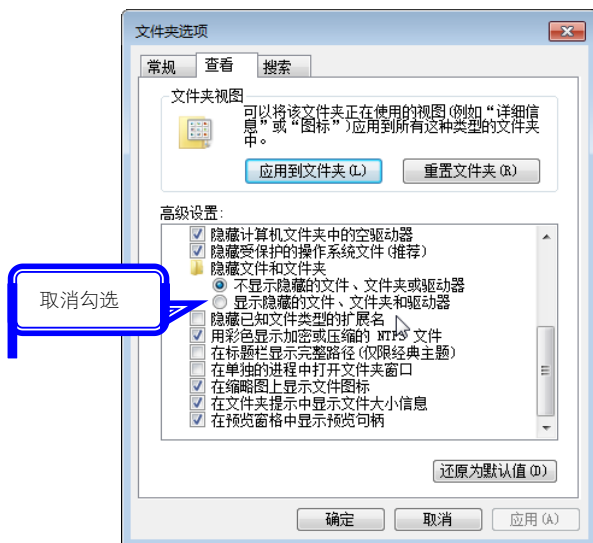 文件夹选项
常规 查看 搜索
文件夹视图
可以将该文件夹正在使用的视图(例如“详细信
息”或“图标”)应用到所有这种类型的文件夹
中。
应用到文件夹(L) 重置文件夹(R)
高级设置:
隐藏计算机文件夹中的空驱动器
隐藏受保护的操作系统文件(推荐)
隐藏文件和文件夹
不显示隐藏的文件、文件夹或驱动器
显示隐藏的文件、文件夹和驱动器
取消勾选
隐藏已知文件类型的扩展名
用彩色显示加密或压缩的 NTFS 文件
在标题栏显示完整路径(仅限经典主题)
在单独的进程中打开文件夹窗口
在缩略图上显示文件图标
在文件夹提示中显示文件大小信息
在预览窗格中显示预览句柄
还原为默认值(D)
确定 取消 应用(A)